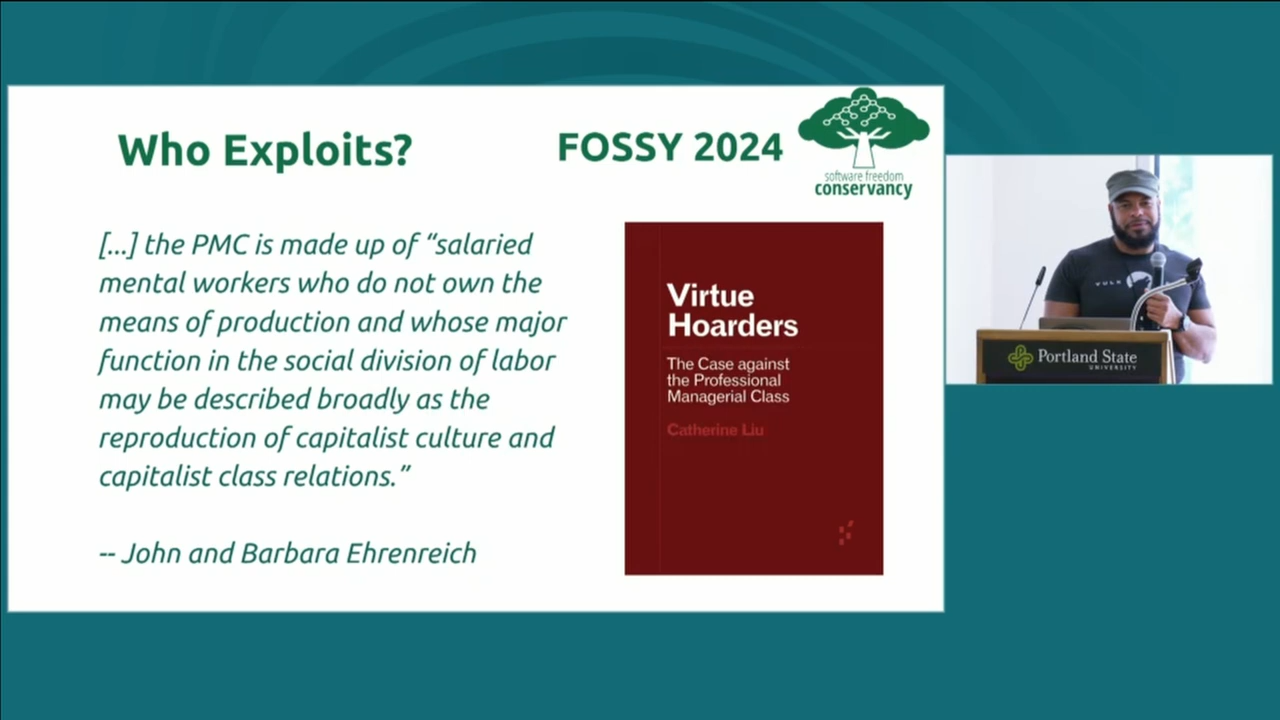 Who Exploits?
FOSSY 2024
software freedom
conservancy
[...] the PMC is made up of “salaried
mental workers who do not own the
means of production and whose major
function in the social division of labor
may be described broadly as the
reproduction of capitalist culture and
capitalist class relations.”
-- John and Barbara Ehrenreich
Virtue
Hoarders
The Case against
the Professional
Managerial Class
Catherine Liu
Portland State
UNIVERSITY